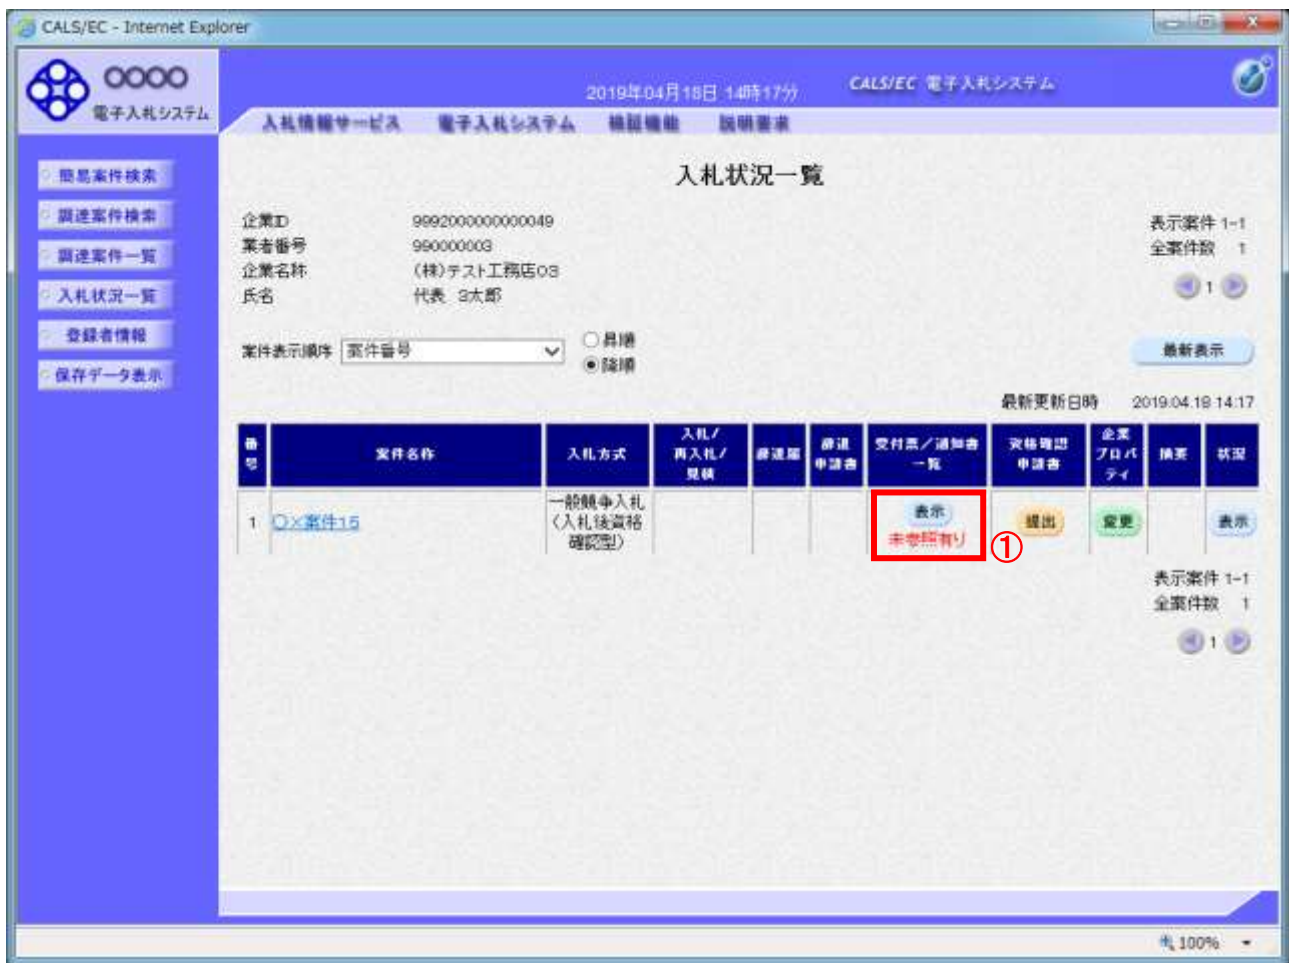 CALS/EC - Internet Explorer
OOOO
電子入札システム
2019年04月18日 14時17分
CALS/EC 電子入札システム
入札情報サービス 電子入札システム 検証機能 説明要求
簡易案件検索
調達案件検索
調達案件一覧
入札状況一覧
登録者情報
保存データ表示
入札状況一覧
企業ID 9992000000000049
業者番号 990000003
企業名称 (株)テスト工務店03
氏名 代表 3太郎
表示案件 1-1
全案件数 1
1
案件表示順序 案件番号
昇順
降順
最新表示
最新更新日時 2019.04.18 14:17
番号 案件名称 入札方式 入札/再入札/見積 辞退届 辞退申請書 受付票/通知書一覧 資格確認申請書 企業プロパティ 摘要 状況
1 〇×案件15 一般競争入札(入札後資格確認型) 表示 未参照有り 提出 変更 表示
①
表示案件 1-1
全案件数 1
1
100%